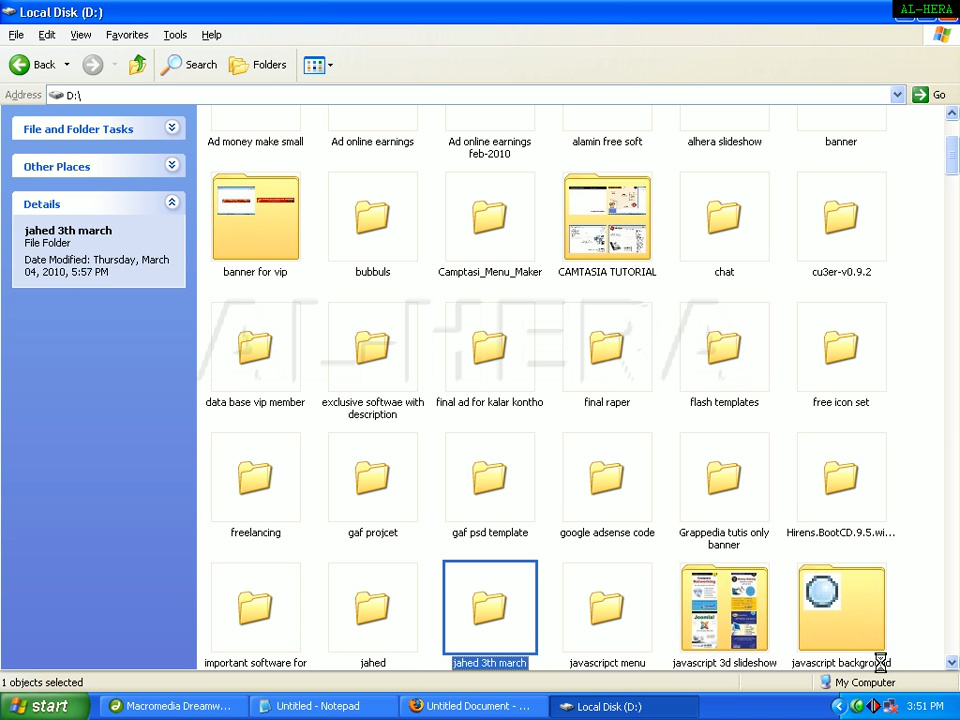 Local Disk (D:)
AL-HERA
File Edit View Favorites Tools Help
Back Search Folders
Address D:\ Go
File and Folder Tasks
Other Places
Details
jahed 3th march
File Folder
Date Modified: Thursday, March
04, 2010, 5:57 PM
Ad money make small
Ad online earnings
Ad online earnings
feb-2010
alamin free soft
alhera slideshow
banner
banner for vip
bubbuls
Camptasi_Menu_Maker
CAMTASIA TUTORIAL
chat
cu3er-v0.9.2
AL-HERA
data base vip member
exclusive softwae with
description
final ad for kalar kontho
final raper
flash templates
free icon set
freelancing
gaf projcet
gaf psd template
google adsense code
Grappedia tutis only
banner
Hirens.BootCD.9.5.wi...
important software for
jahed
jahed 3th march
javascripct menu
javascript 3d slideshow
javascript background
1 objects selected
My Computer
start
Macromedia Dreamw...
Untitled - Notepad
Untitled Document - ...
Local Disk (D:)
3:51 PM